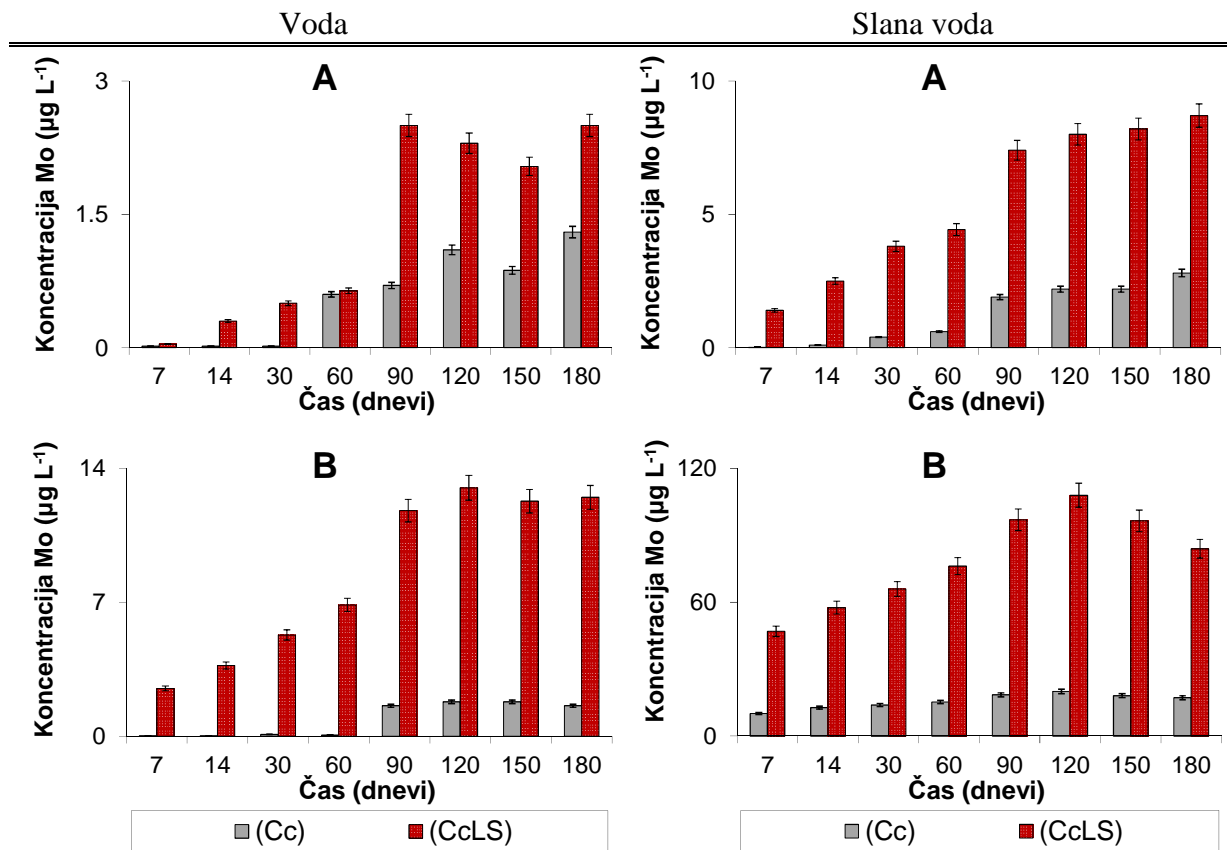 Voda
Slana voda
A
Koncentracija Mo (µg L-1)
3
1.5
0
7 14 30 60 90 120 150 180
Čas (dnevi)
A
Koncentracija Mo (µg L-1)
10
5
0
7 14 30 60 90 120 150 180
Čas (dnevi)
B
Koncentracija Mo (µg L-1)
14
7
0
7 14 30 60 90 120 150 180
Čas (dnevi)
(Cc) (CcLS)
B
Koncntracija Mo (µg L-1)
120
60
0
7 14 30 60 90 120 150 180
Čas (dnevi)
(Cc) (CcLS)